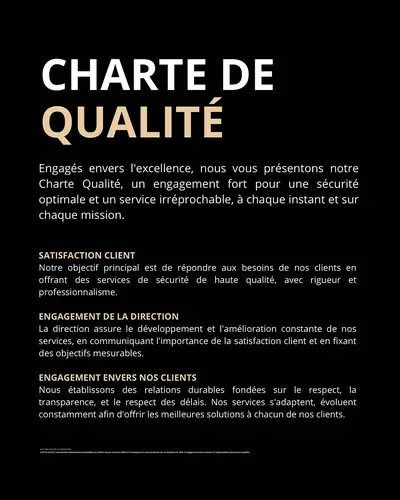 CHARTE DE
QUALITÉ
Engagés envers l'excellence, nous vous présentons notre
Charte Qualité, un engagement fort pour une sécurité
optimale et un service irréprochable, à chaque instant et sur
chaque mission.
SATISFACTION CLIENT
Notre objectif principal est de répondre aux besoins de nos clients en
offrant des services de sécurité de haute qualité, avec rigueur et
professionnalisme.
ENGAGEMENT DE LA DIRECTION
La direction assure le développement et l'amélioration constante de nos
services, en communiquant l'importance de la satisfaction client et en fixant
des objectifs mesurables.
ENGAGEMENT ENVERS NOS CLIENTS
Nous établissons des relations durables fondées sur le respect, la
transparence, et le respect des délais. Nos services s'adaptent, évoluent
constamment afin d'offrir les meilleures solutions à chacun de nos clients.